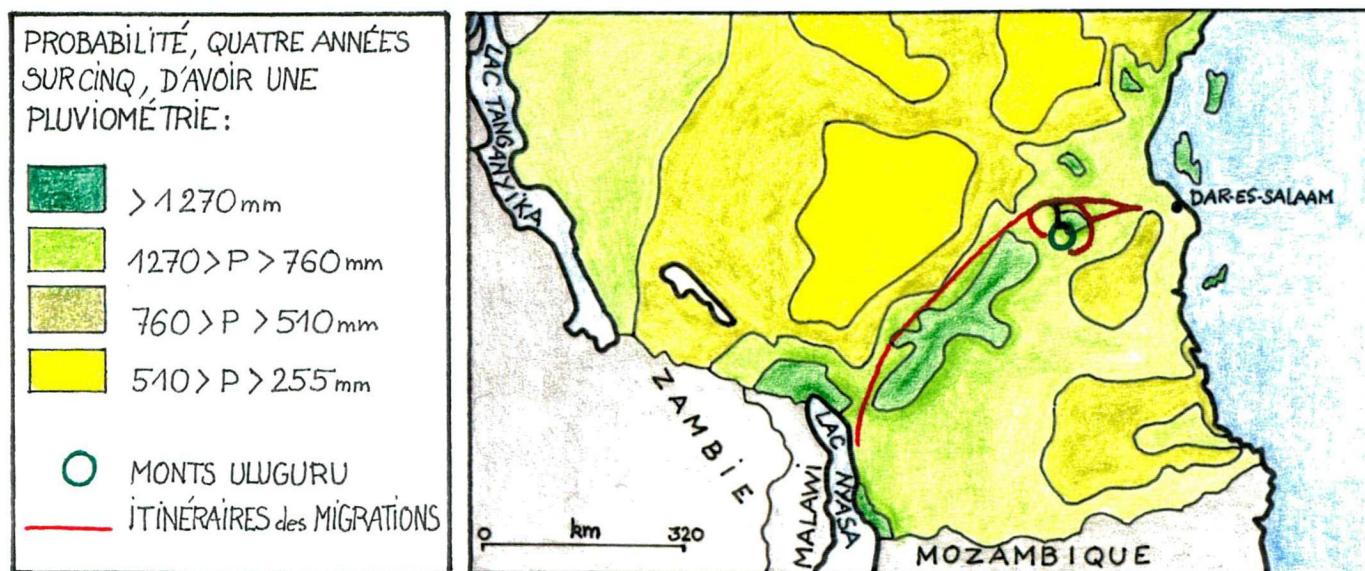 PROBABILITÉ, QUATRE ANNÉES
SUR CINQ, D'AVOIR UNE
PLUVIOMÉTRIE :
> 1270 mm
1270 > P > 760 mm
760 > P > 510 mm
510 > P > 255 mm
MONTS ULUGURU
ITINÉRAIRES des MIGRATIONS
LAC TANGANYIKA
DAR-ES-SALAAM
ZAMBIE
MALAWI
LAC NYASA
MOZAMBIQUE
0 km 320